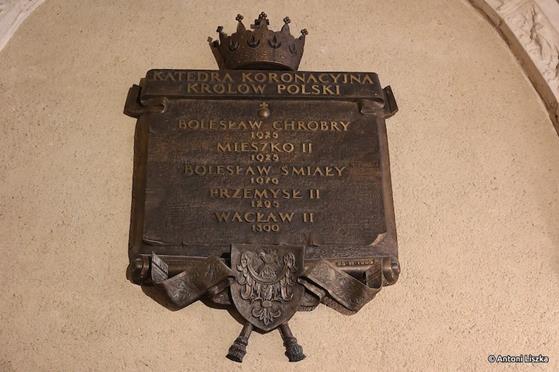 KATEDRA KORONACYJNA
KRÓLÓW POLSKI
BOLESŁAW CHROBRY
1025
MIESZKO II
1025
BOLESŁAW ŚMIAŁY
1076
PRZEMYSŁ II
1295
WACŁAW II
1300
© Antoni Liszka